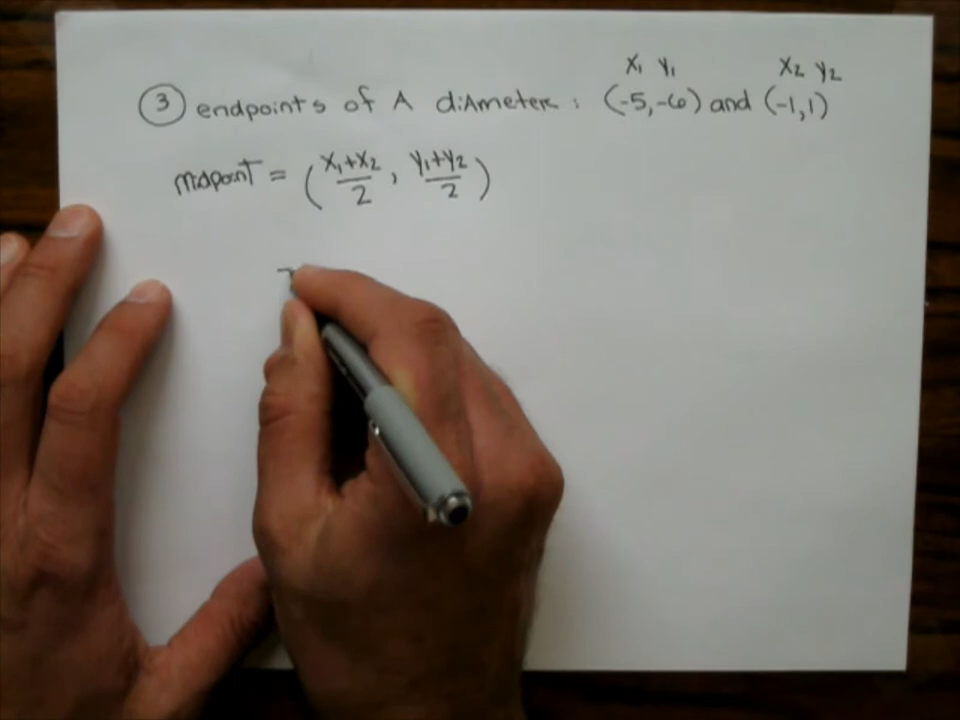 X₁ Y₁ X₂ Y₂
③ endpoints of A diAmeter: (-5,-6) and (-1,1)
midpoint = (X₁+X₂/2, Y₁+Y₂/2)